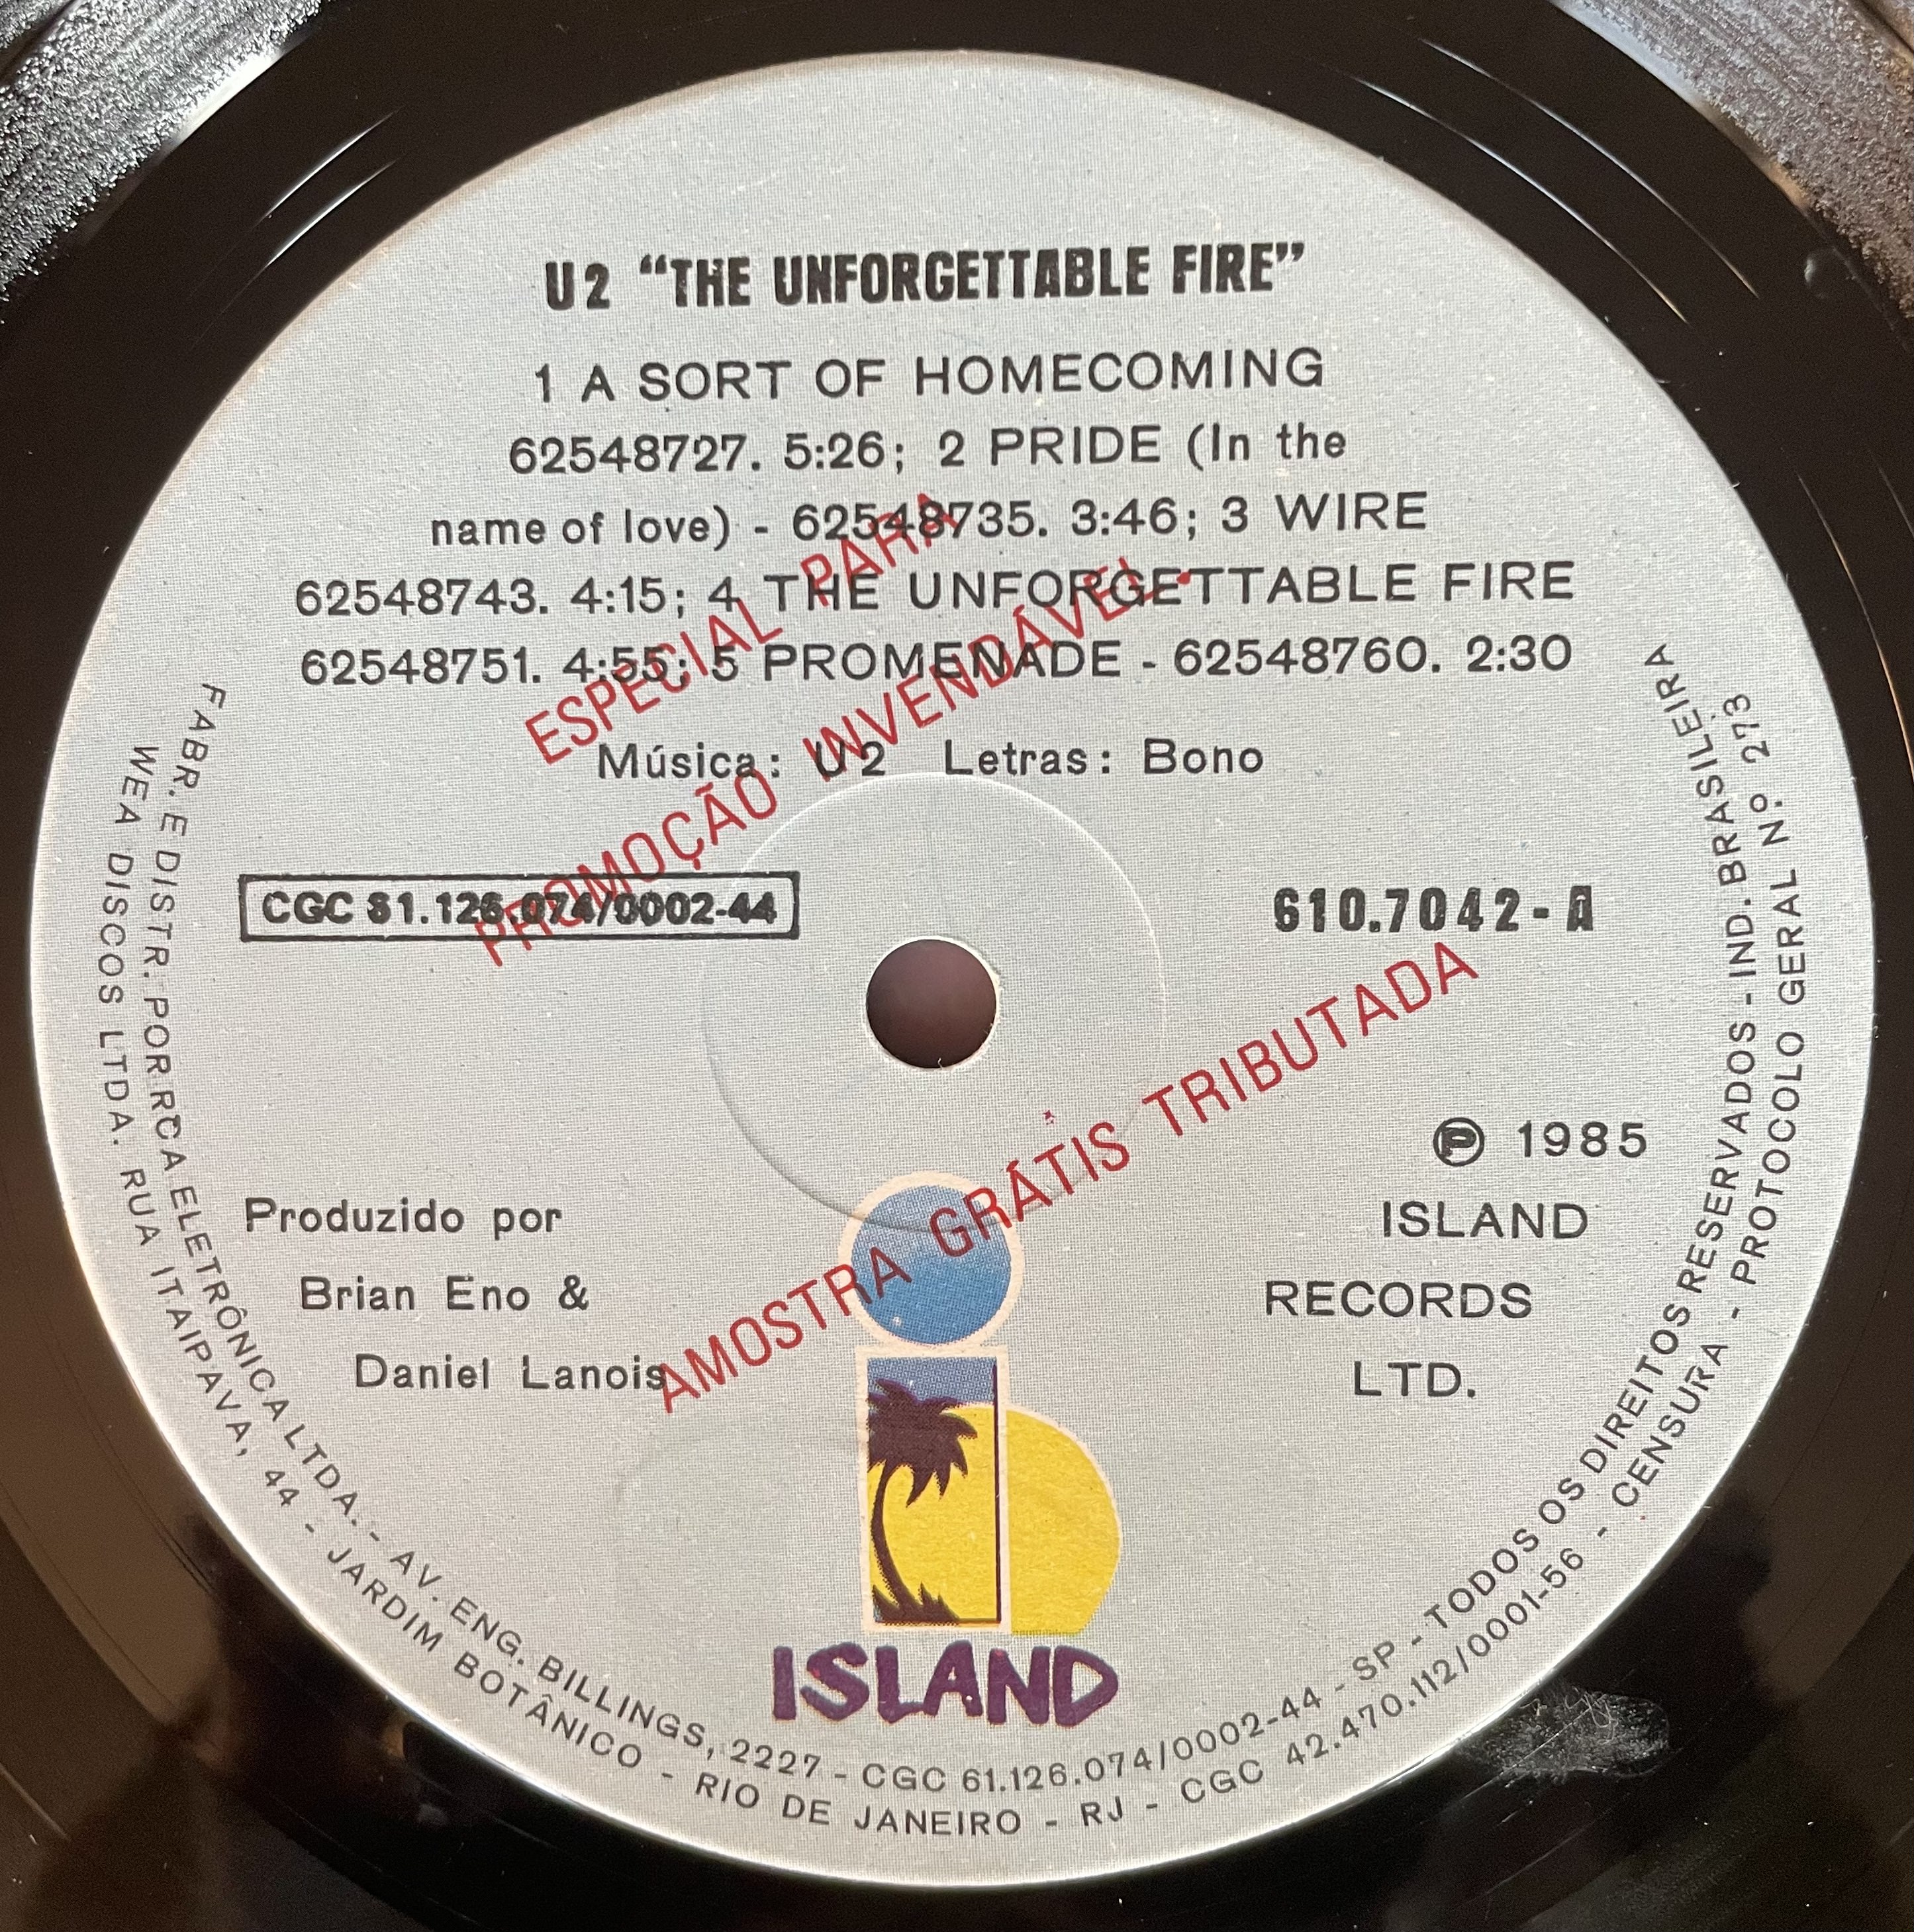 U2 “THE UNFORGETTABLE FIRE”
1 A SORT OF HOMECOMING
62548727. 5:26; 2 PRIDE (In the
name of love) - 62548735. 3:46; 3 WIRE
62548743. 4:15; 4 THE UNFORGETTABLE FIRE
62548751. 4:55; 5 PROMENADE - 62548760. 2:30
Música: U2 Letras: Bono
ESPECIAL PARA
PROMOÇÃO INVENDÁVEL.
AMOSTRA GRÁTIS TRIBUTADA
CGC 61.126.074/0002-44
610.7042-A
Produzido por
Brian Eno &
Daniel Lanois
Ⓟ 1985
ISLAND
RECORDS
LTD.
ISLAND
FABR. E DISTR. POR RCA ELETRÔNICA LTDA. - AV. ENG. BILLINGS, 2227 - CGC 61.126.074/0002-44 - SP - TODOS OS DIREITOS RESERVADOS - IND. BRASILEIRA
WEA DISCOS LTDA. RUA ITAIPAVA, 44 - JARDIM BOTÂNICO - RIO DE JANEIRO - RJ - CGC 42.470.112/0001-56 - CENSURA - PROTOCOLO GERAL Nº 273